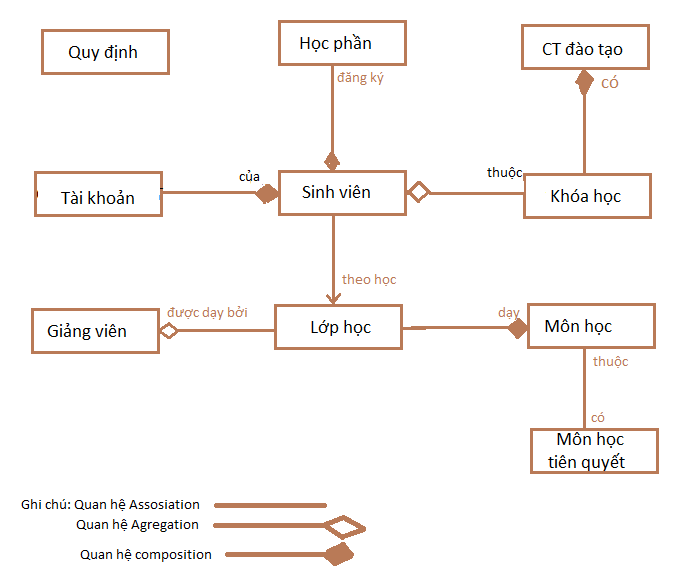 Quy định
Học phần
CT đào tạo
đăng ký
có
Tài khoản
của
Sinh viên
thuộc
Khóa học
theo học
Giảng viên
được dạy bởi
Lớp học
dạy
Môn học
thuộc
có
Môn học
tiên quyết
Ghi chú: Quan hệ Assosiation
Quan hệ Agregation
Quan hệ composition